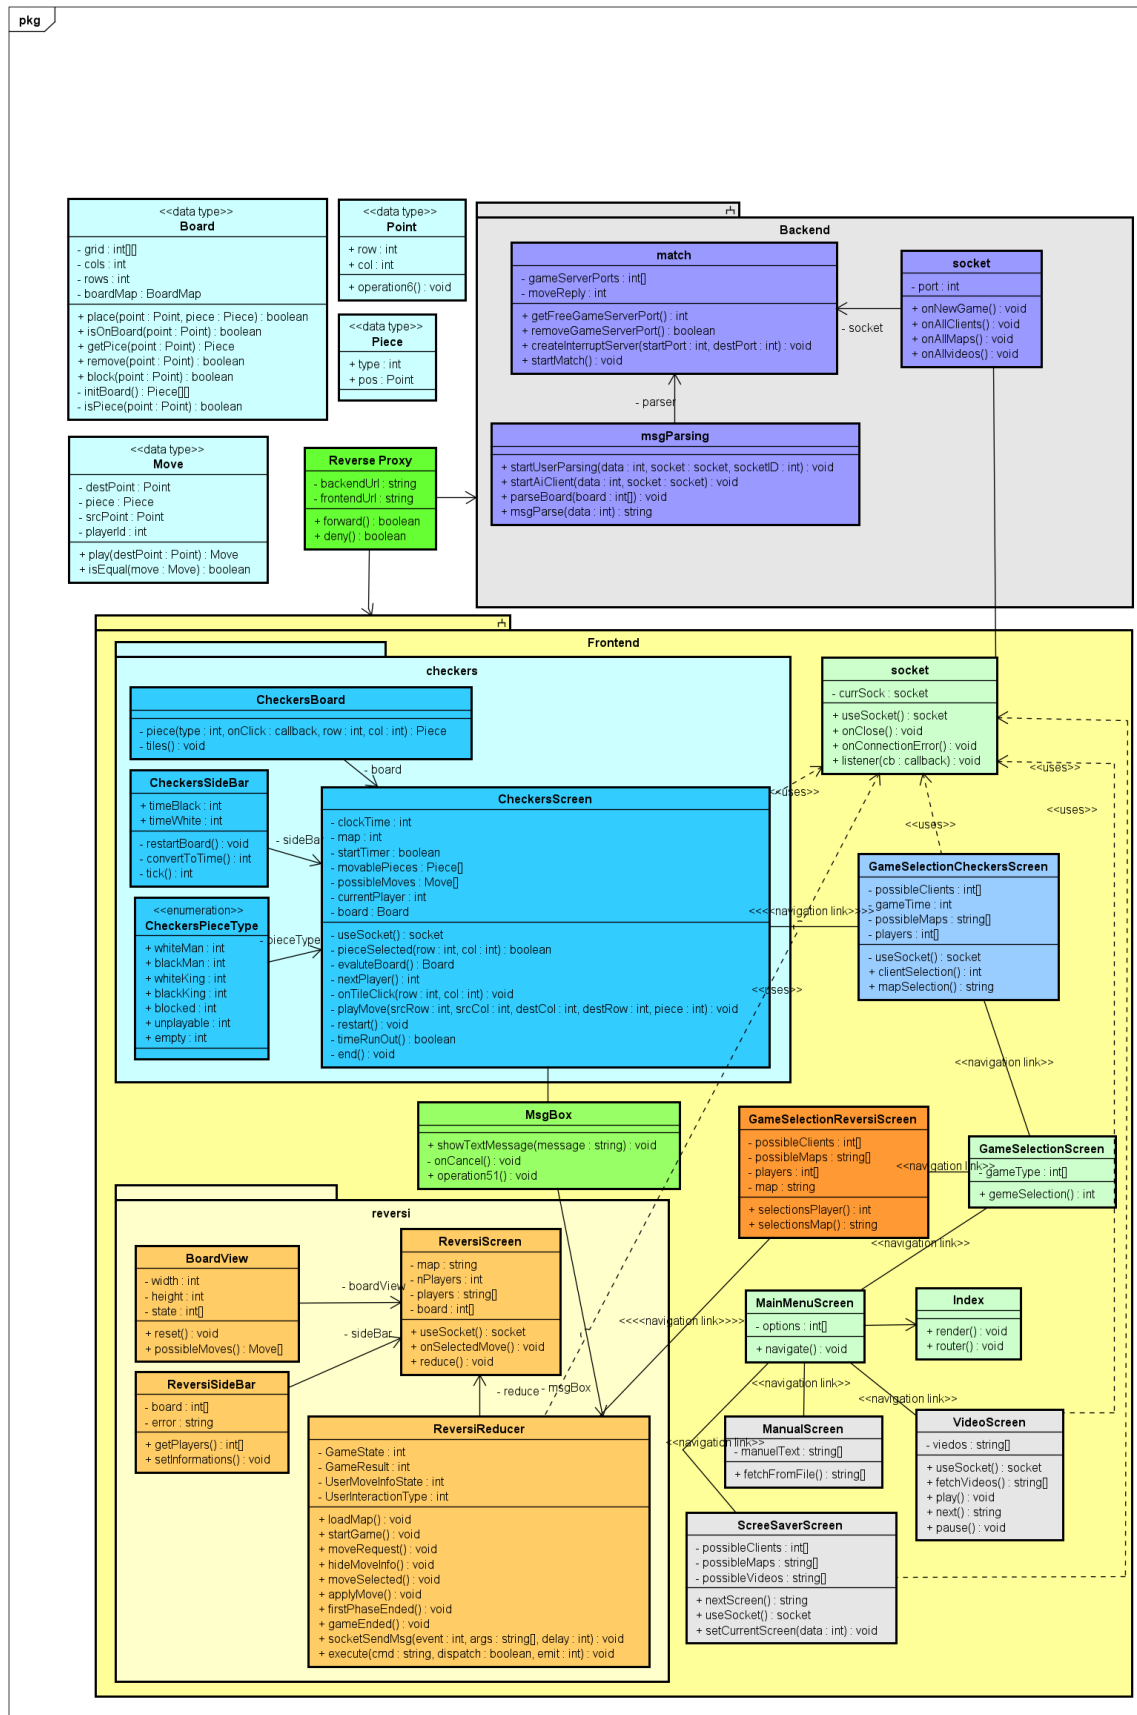 pkg
<<data type>>
Board
- grid : int[][]
- cols : int
- rows : int
- boardMap : BoardMap
+ place(point : Point, piece : Piece) : boolean
+ isOnBoard(point : Point) : boolean
+ getPice(point : Point) : Piece
+ remove(point : Point) : boolean
+ block(point : Point) : boolean
- initBoard() : Piece[][]
- isPiece(point : Point) : boolean
<<data type>>
Point
+ row : int
+ col : int
+ operation6() : void
<<data type>>
Piece
+ type : int
+ pos : Point
<<data type>>
Move
- destPoint : Point
- piece : Piece
- srcPoint : Point
- playerId : int
+ play(destPoint : Point) : Move
+ isEqual(move : Move) : boolean
Reverse Proxy
- backendUrl : string
- frontendUrl : string
+ forward() : boolean
+ deny() : boolean
Backend
match
- gameServerPorts : int[]
- moveReply : int
+ getFreeGameServerPort() : int
+ removeGameServerPort() : boolean
+ createInterruptServer(startPort : int, destPort : int) : void
+ startMatch() : void
socket
- port : int
+ onNewGame() : void
+ onAllClients() : void
+ onAllMaps() : void
+ onAllvideos() : void
- socket
- parser
msgParsing
+ startUserParsing(data : int, socket : socket, socketID : int) : void
+ startAiClient(data : int, socket : socket) : void
+ parseBoard(board : int[]) : void
+ msgParse(data : int) : string
Frontend
checkers
CheckersBoard
- piece(type : int, onClick : callback, row : int, col : int) : Piece
- tiles() : void
- board
CheckersSideBar
+ timeBlack : int
+ timeWhite : int
- restartBoard() : void
- convertToTime() : int
- tick() : int
- sideBar
<<enumeration>>
CheckersPieceType
+ whiteMan : int
+ blackMan : int
+ whiteKing : int
+ blackKing : int
+ blocked : int
+ unplayable : int
+ empty : int
- pieceType
CheckersScreen
- clockTime : int
- map : int
- startTimer : boolean
- movablePieces : Piece[]
- possibleMoves : Move[]
- currentPlayer : int
- board : Board
- useSocket() : socket
- pieceSelected(row : int, col : int) : boolean
- evaluteBoard() : Board
- nextPlayer() : int
- onTileClick(row : int, col : int) : void
- playMove(srcRow : int, srcCol : int, destCol : int, destRow : int, piece : int) : void
- restart() : void
- timeRunOut() : boolean
- end() : void
socket
- currSock : socket
+ useSocket() : socket
+ onClose() : void
+ onConnectionError() : void
+ listener(cb : callback) : void
<<uses>>
<<uses>>
<<uses>>
<<uses>>
<<uses>>
GameSelectionCheckersScreen
- possibleClients : int[]
- gameTime : int
- possibleMaps : string[]
- players : int[]
- useSocket() : socket
+ clientSelection() : int
+ mapSelection() : string
<<<<navigation link>>>>
<<navigation link>>
MsgBox
+ showTextMessage(message : string) : void
- onCancel() : void
+ operation51() : void
GameSelectionReversiScreen
- possibleClients : int[]
- possibleMaps : string[]
- players : int[]
- map : string
+ selectionsPlayer() : int
+ selectionsMap() : string
<<navigation link>>
GameSelectionScreen
- gameType : int[]
+ gemeSelection() : int
<<navigation link>>
reversi
BoardView
- width : int
- height : int
- state : int[]
+ reset() : void
+ possibleMoves() : Move[]
- boardView
- sideBar
ReversiScreen
- map : string
- nPlayers : int
- players : string[]
- board : int[]
+ useSocket() : socket
+ onSelectedMove() : void
+ reduce() : void
ReversiSideBar
- board : int[]
- error : string
+ getPlayers() : int[]
+ setInformations() : void
- reduce
- msgBox
ReversiReducer
- GameState : int
- GameResult : int
- UserMoveInfoState : int
- UserInteractionType : int
+ loadMap() : void
+ startGame() : void
+ moveRequest() : void
+ hideMoveInfo() : void
+ moveSelected() : void
+ applyMove() : void
+ firstPhaseEnded() : void
+ gameEnded() : void
+ socketSendMsg(event : int, args : string[], delay : int) : void
+ execute(cmd : string, dispatch : boolean, emit : int) : void
<<<<navigation link>>>>
MainMenuScreen
- options : int[]
+ navigate() : void
Index
+ render() : void
+ router() : void
<<navigation link>>
<<navigation link>>
<<navigation link>>
ManualScreen
- manuelText : string[]
+ fetchFromFile() : string[]
VideoScreen
- viedos : string[]
+ useSocket() : socket
+ fetchVideos() : string[]
+ play() : void
+ next() : string
+ pause() : void
ScreeSaverScreen
- possibleClients : int[]
- possibleMaps : string[]
- possibleVideos : string[]
+ nextScreen() : string
+ useSocket() : socket
+ setCurrentScreen(data : int) : void